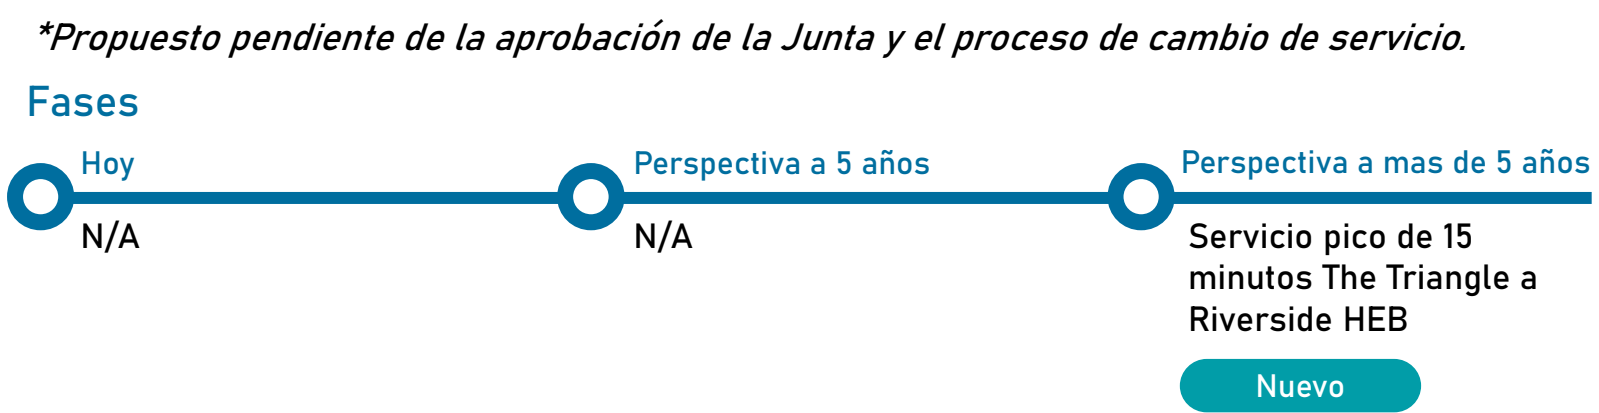 *Propuesto pendiente de la aprobación de la Junta y el proceso de cambio de servicio.
Fases
Hoy
N/A
Perspectiva a 5 años
N/A
Perspectiva a mas de 5 años
Servicio pico de 15
minutos The Triangle a
Riverside HEB
Nuevo